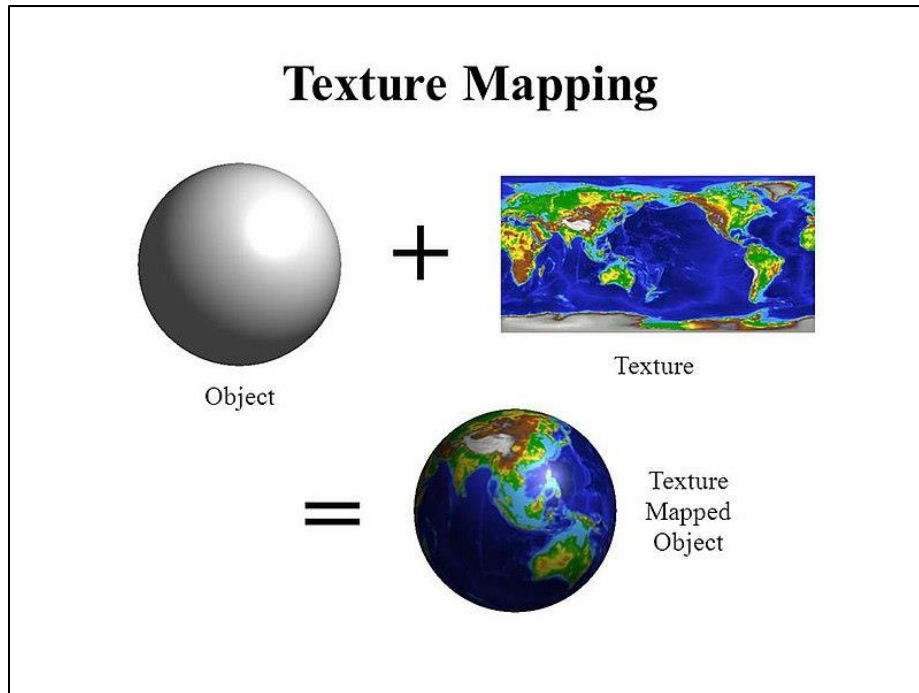 Texture Mapping
+
Object
Texture
=
Texture
Mapped
Object